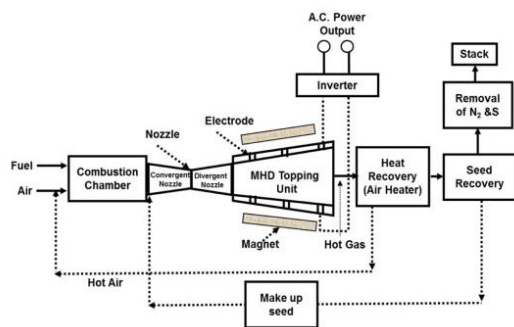 A.C. Power
Output
Stack
Inverter
Removal
of N₂ &S
Nozzle
Electrode
Fuel
Air
Combustion
Chamber
Convergent
Nozzle
Divergent
Nozzle
MHD Topping
Unit
Heat
Recovery
(Air Heater)
Seed
Recovery
Magnet
Hot Gas
Hot Air
Make up
seed